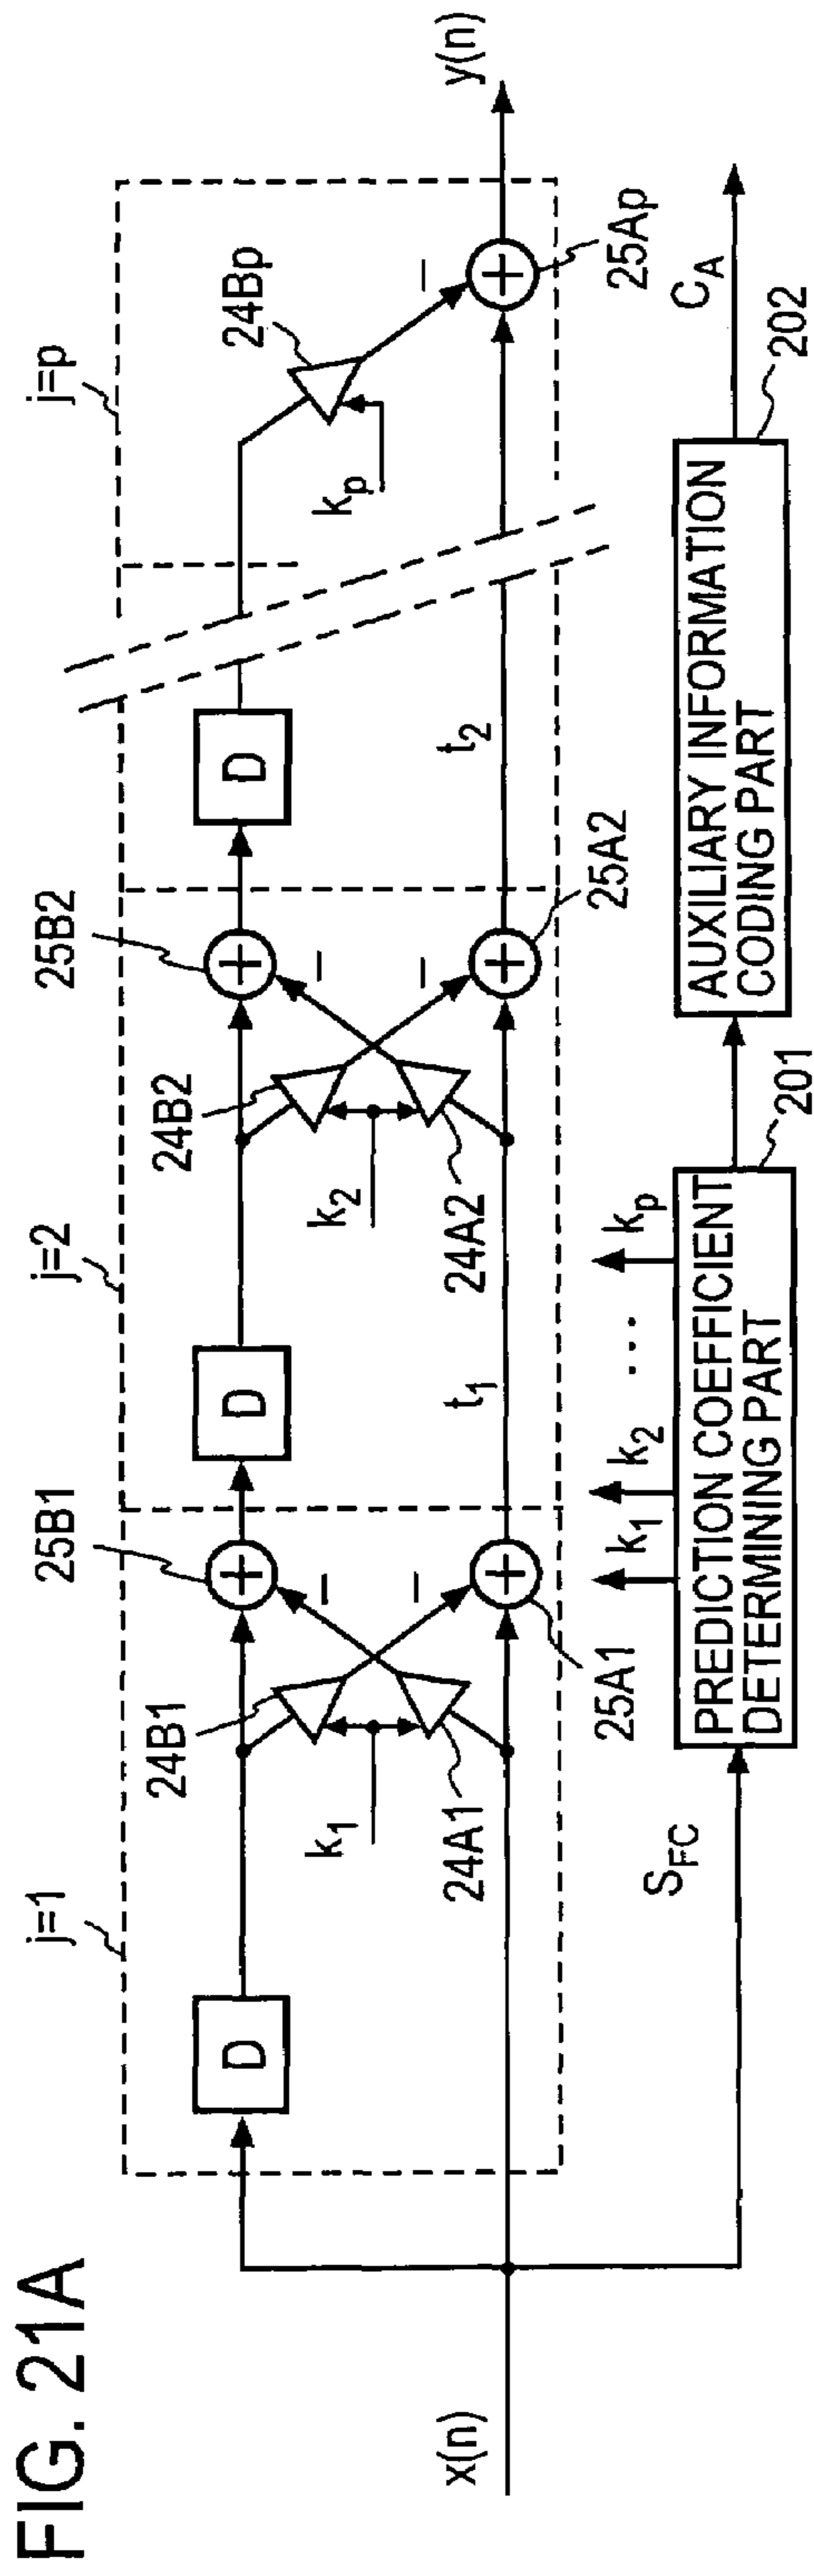 FIG. 21A
j=1
j=2
j=p
25B1
25B2
24B1
24B2
24Bp
D
D
D
k1
k2
kp
24A1
24A2
x(n)
t1
t2
y(n)
25A1
25A2
25Ap
k1
k2
...
kp
SFC
PREDICTION COEFFICIENT
DETERMINING PART
201
AUXILIARY INFORMATION
CODING PART
202
CA